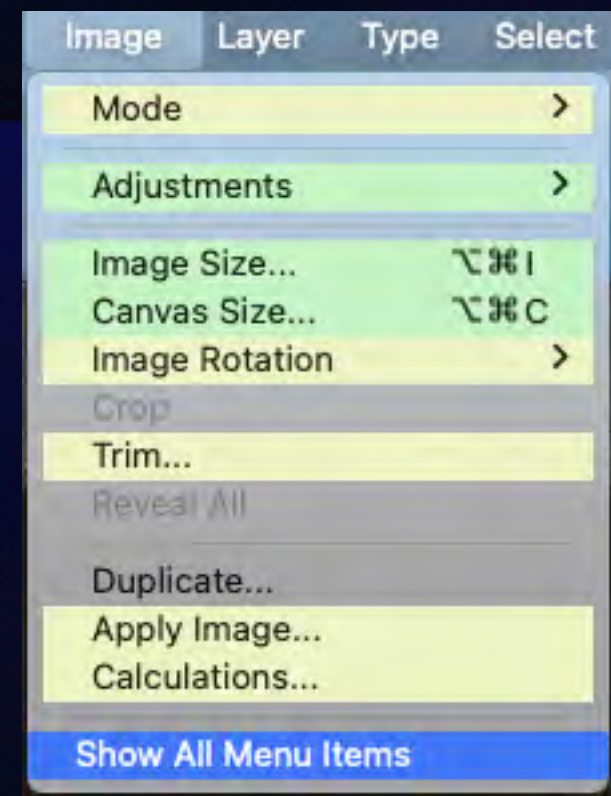 Image Layer Type Select
Mode >
Adjustments >
Image Size... ⌥⌘I
Canvas Size... ⌥⌘C
Image Rotation >
Crop
Trim...
Reveal All
Duplicate...
Apply Image...
Calculations...
Show All Menu Items